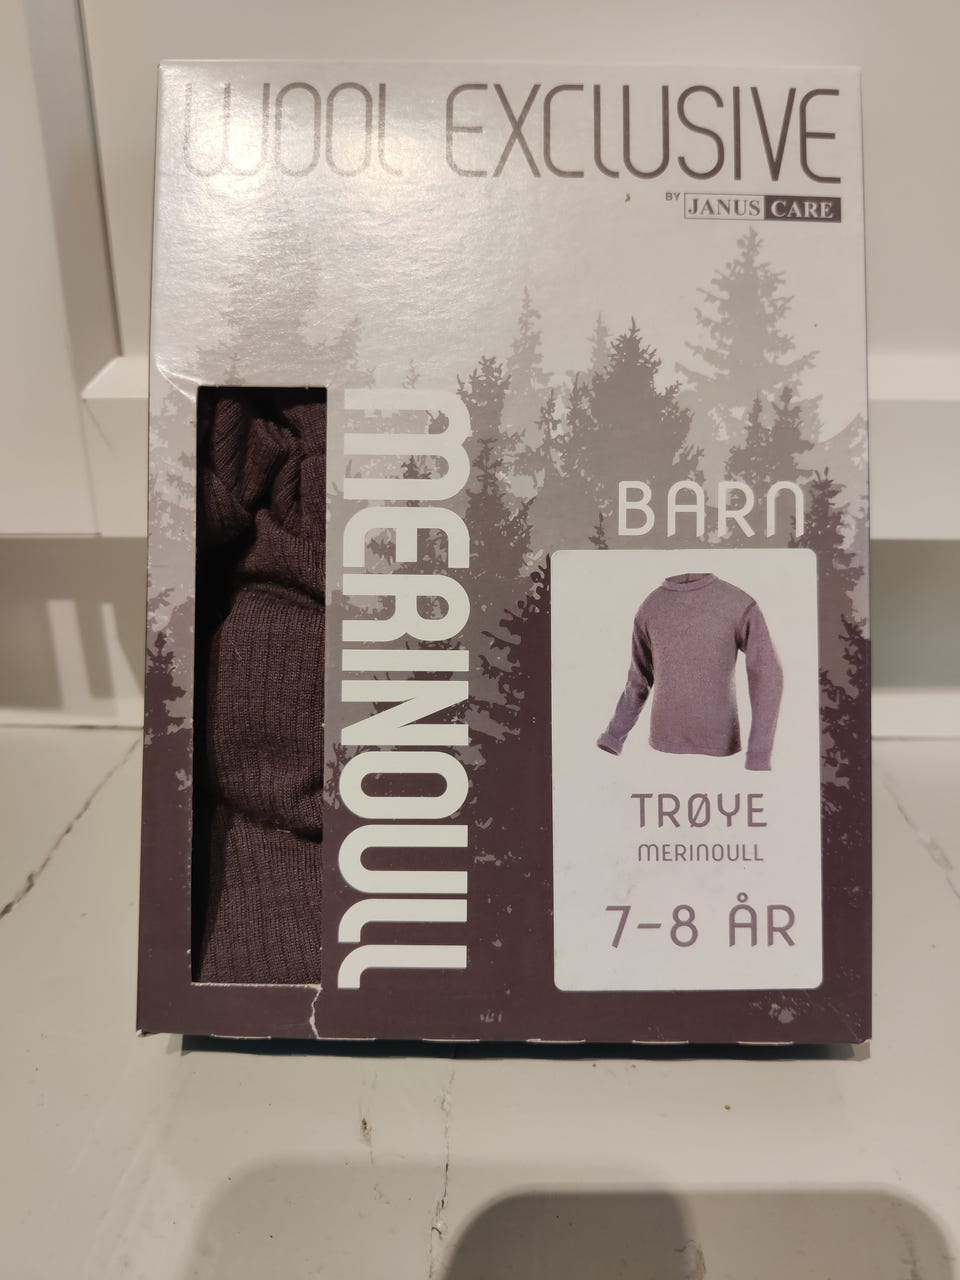 WOOL EXCLUSIVE
BY JANUS CARE
MERINOULL
BARN
TRØYE
MERINOULL
7-8 ÅR